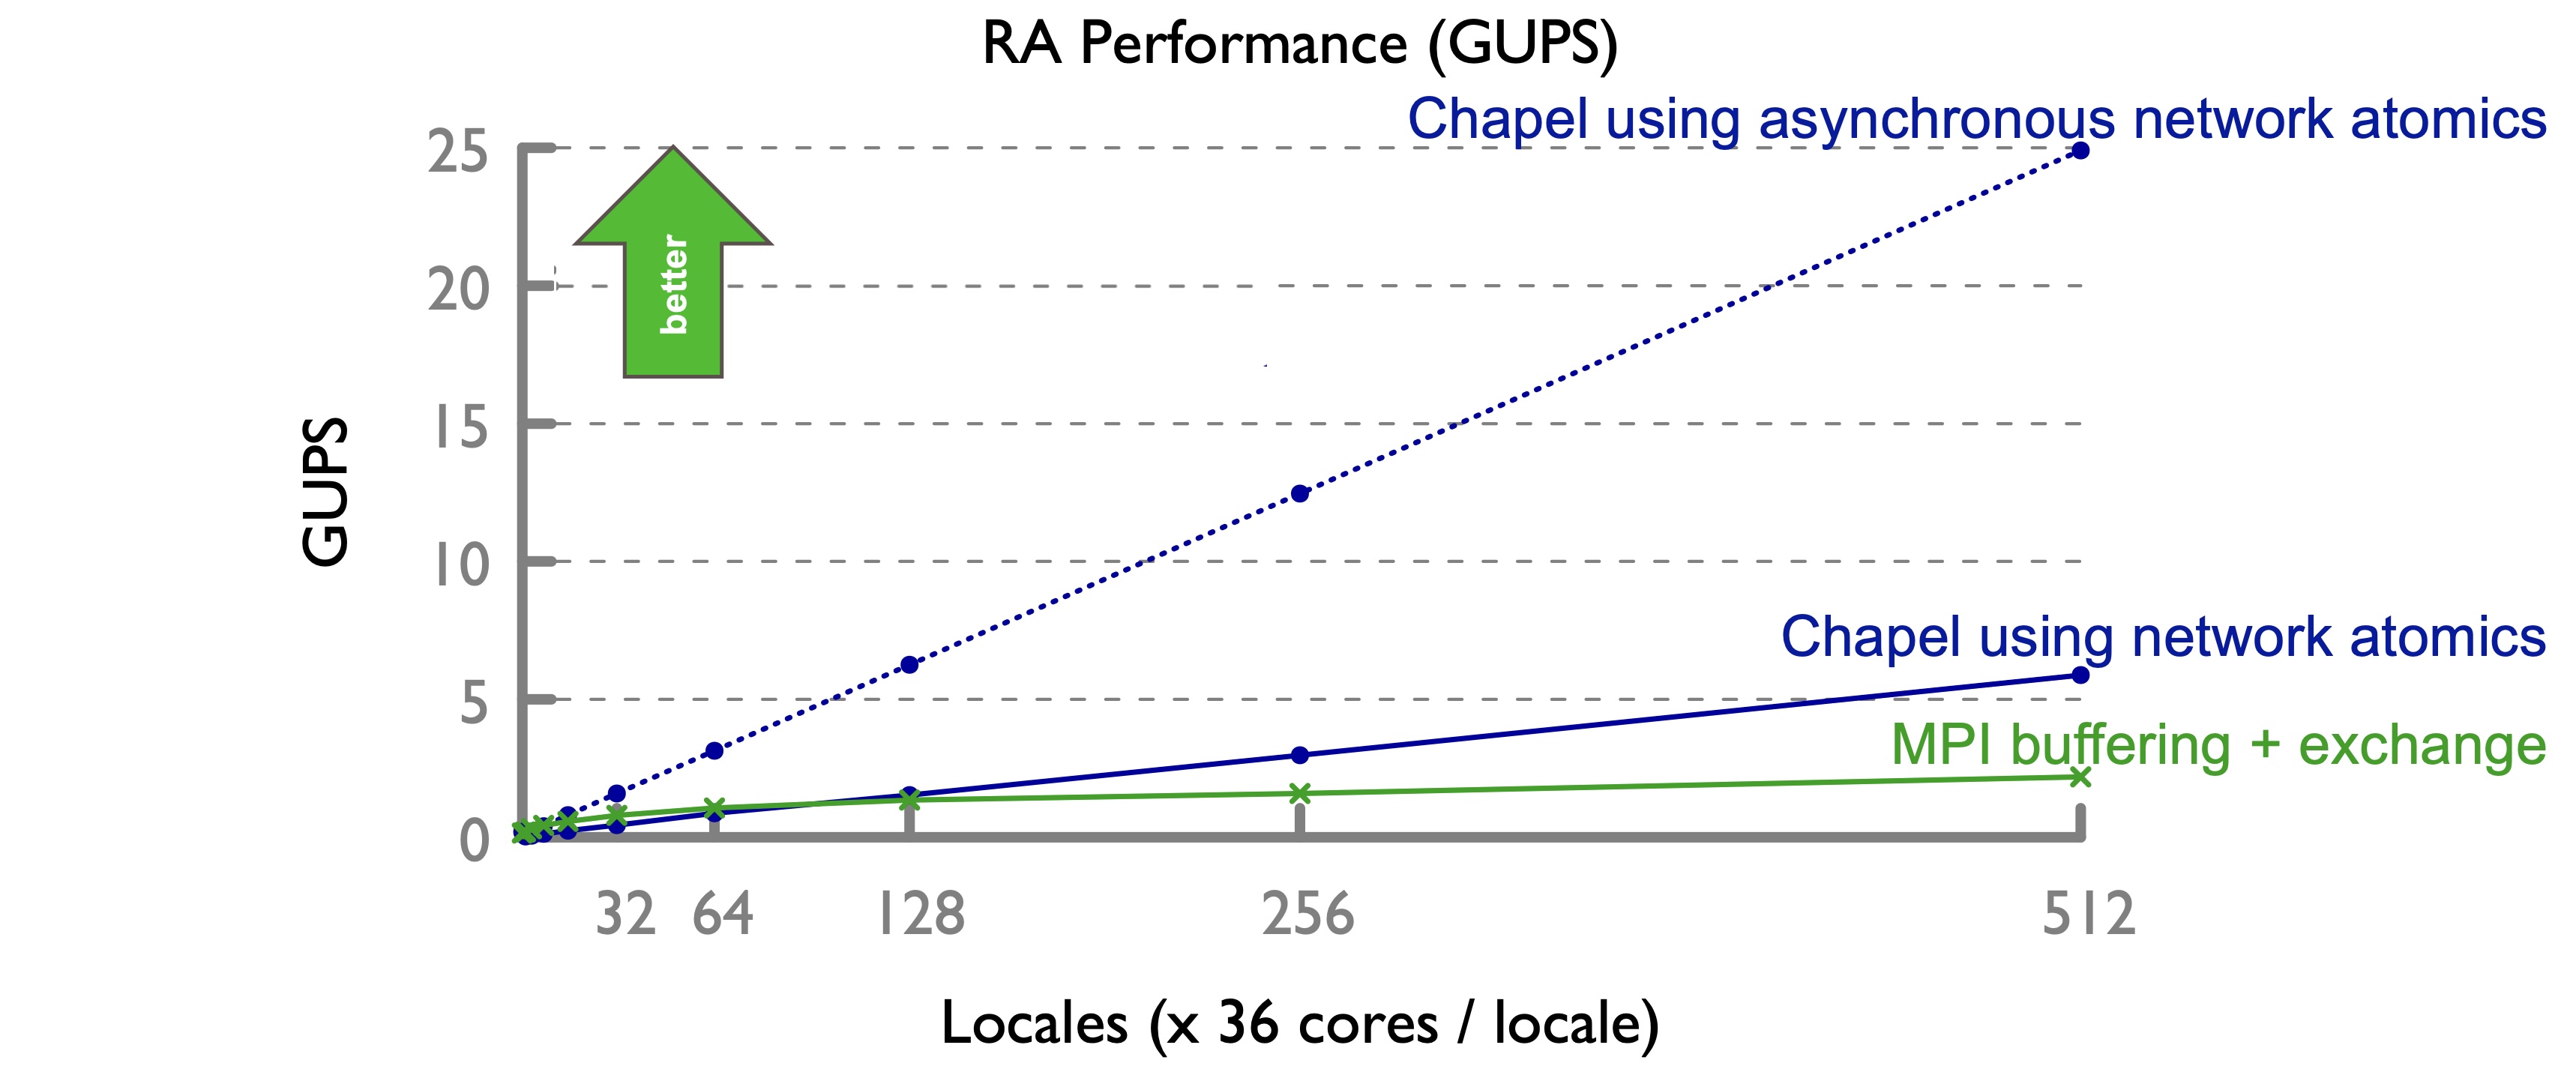 RA Performance (GUPS)
Chapel using asynchronous network atomics
25
better
20
15
GUPS
10
Chapel using network atomics
5
MPI buffering + exchange
0
32 64 128 256 512
Locales (x 36 cores / locale)